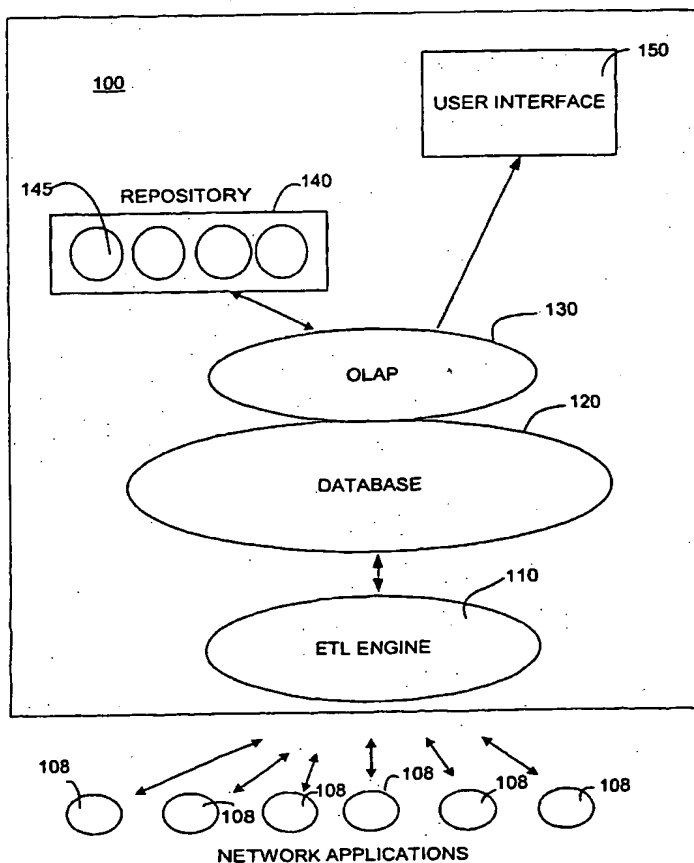 150
100
USER INTERFACE
145
REPOSITORY
140
130
OLAP
120
DATABASE
110
ETL ENGINE
108
108
108
108
108
108
NETWORK APPLICATIONS